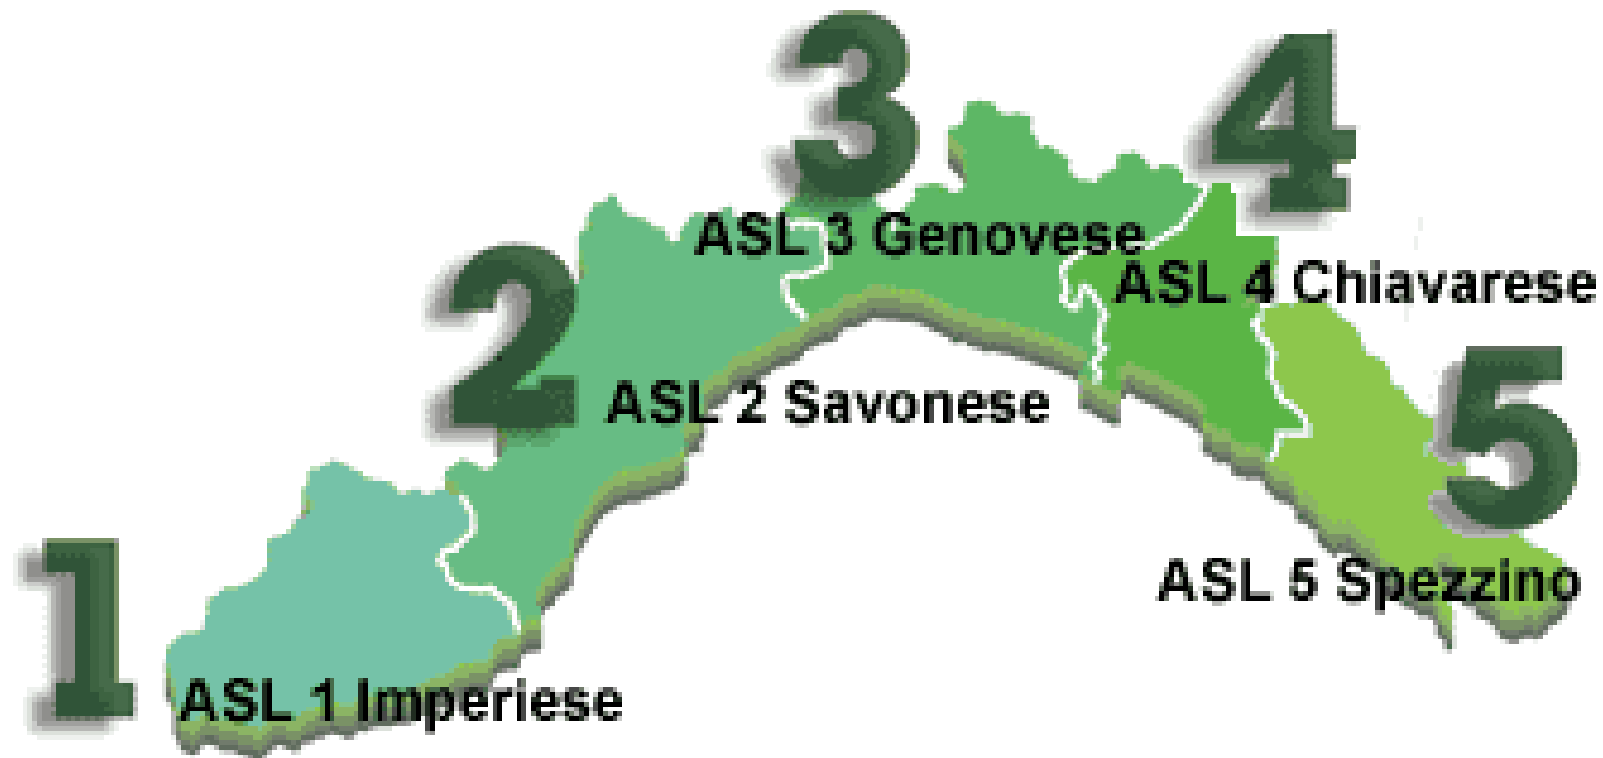 3
4
ASL 3 Genovese
ASL 4 Chiavarese
2
5
ASL 2 Savonese
1
ASL 5 Spezzino
ASL 1 Imperiese